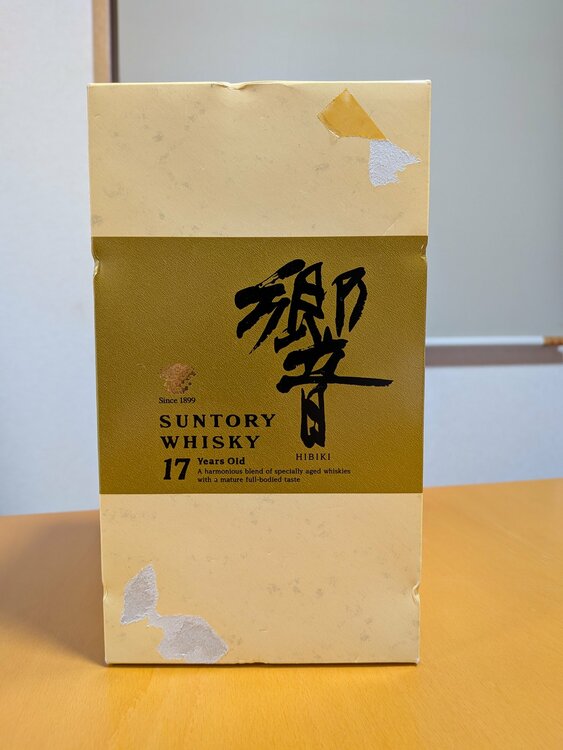 響
HIBIKI
Since 1899
SUNTORY
WHISKY
17 Years Old
A harmonious blend of specially aged whiskies
with a mature full-bodied taste